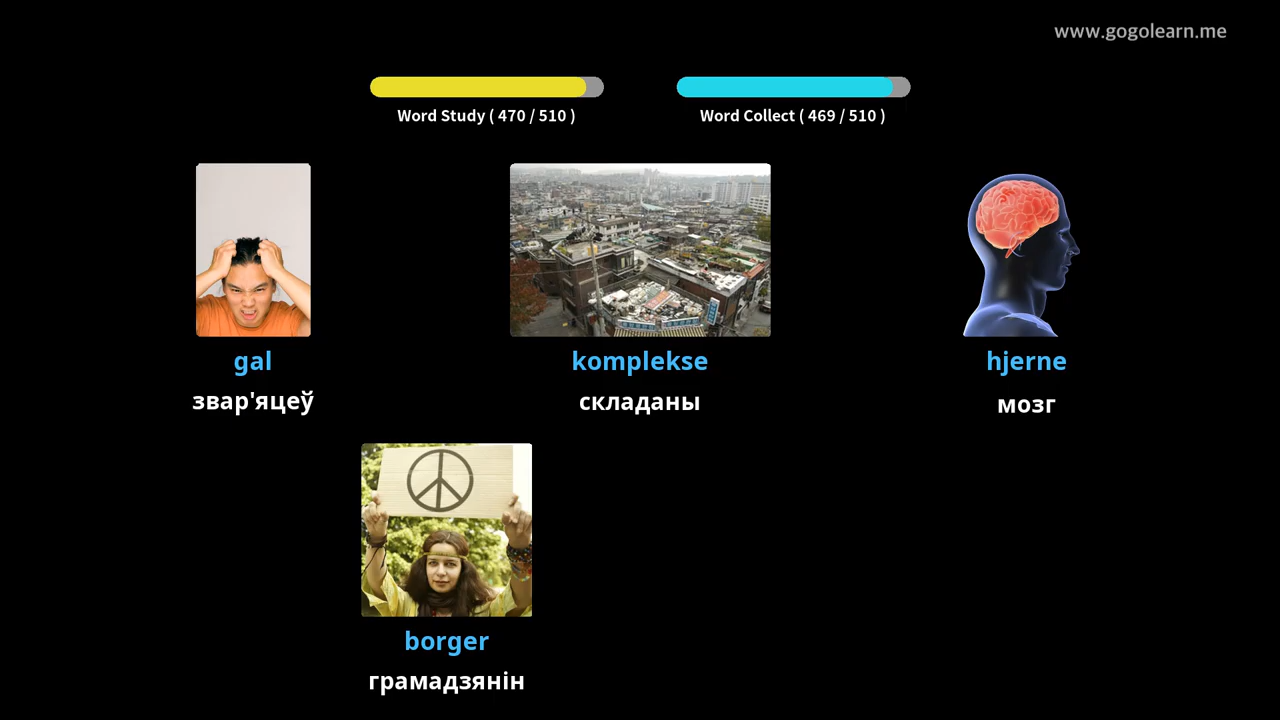 www.gogolearn.me
Word Study ( 470 / 510 )
Word Collect ( 469 / 510 )
gal
звар'яцеў
komplekse
складаны
hjerne
мозг
borger
грамадзянін